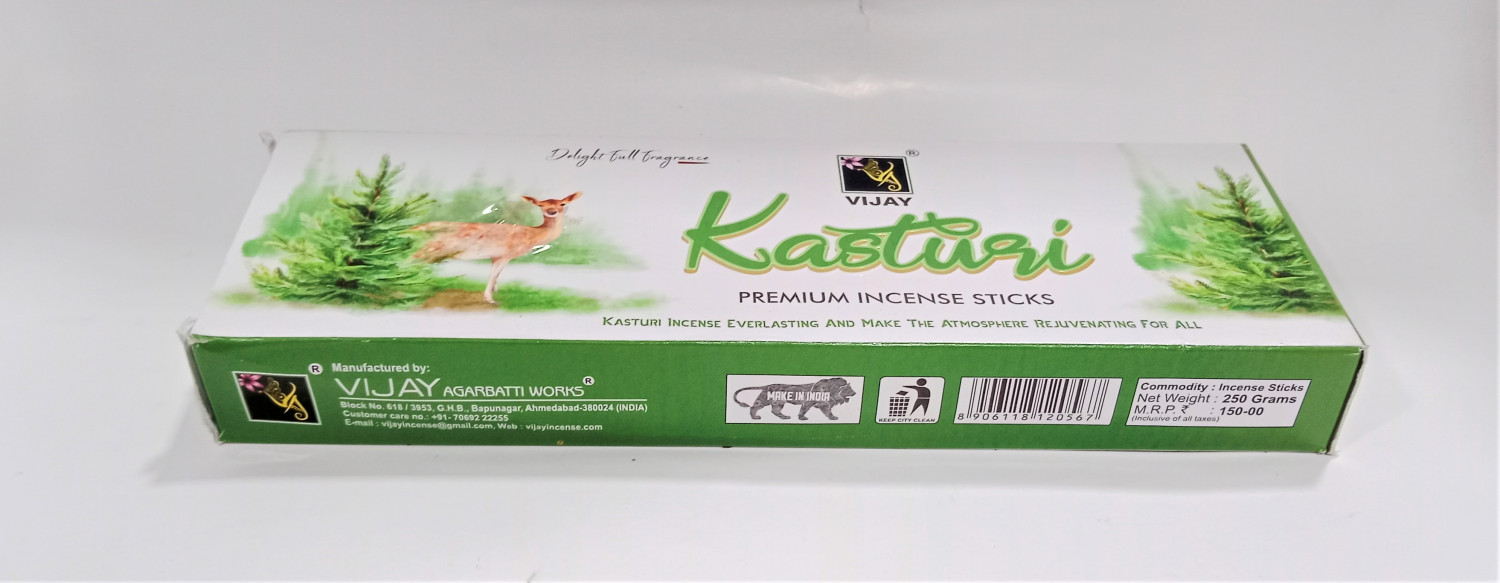 Delight Full Fragrance
®
VIJAY
Kasturi
PREMIUM INCENSE STICKS
KASTURI INCENSE EVERLASTING AND MAKE THE ATMOSPHERE REJUVENATING FOR ALL
®
Manufactured by:
VIJAY AGARBATTI WORKS®
Block No. 618 / 3953, G.H.B., Bapunagar, Ahmedabad-380024 (INDIA)
Customer care no.: +91- 70692 22255
E-mail : vijayincense@gmail.com, Web : vijayincense.com
MAKE IN INDIA
KEEP CITY CLEAN
8 906118 120567
Commodity : Incense Sticks
Net Weight : 250 Grams
M.R.P. ₹ : 150-00
(Inclusive of all taxes)